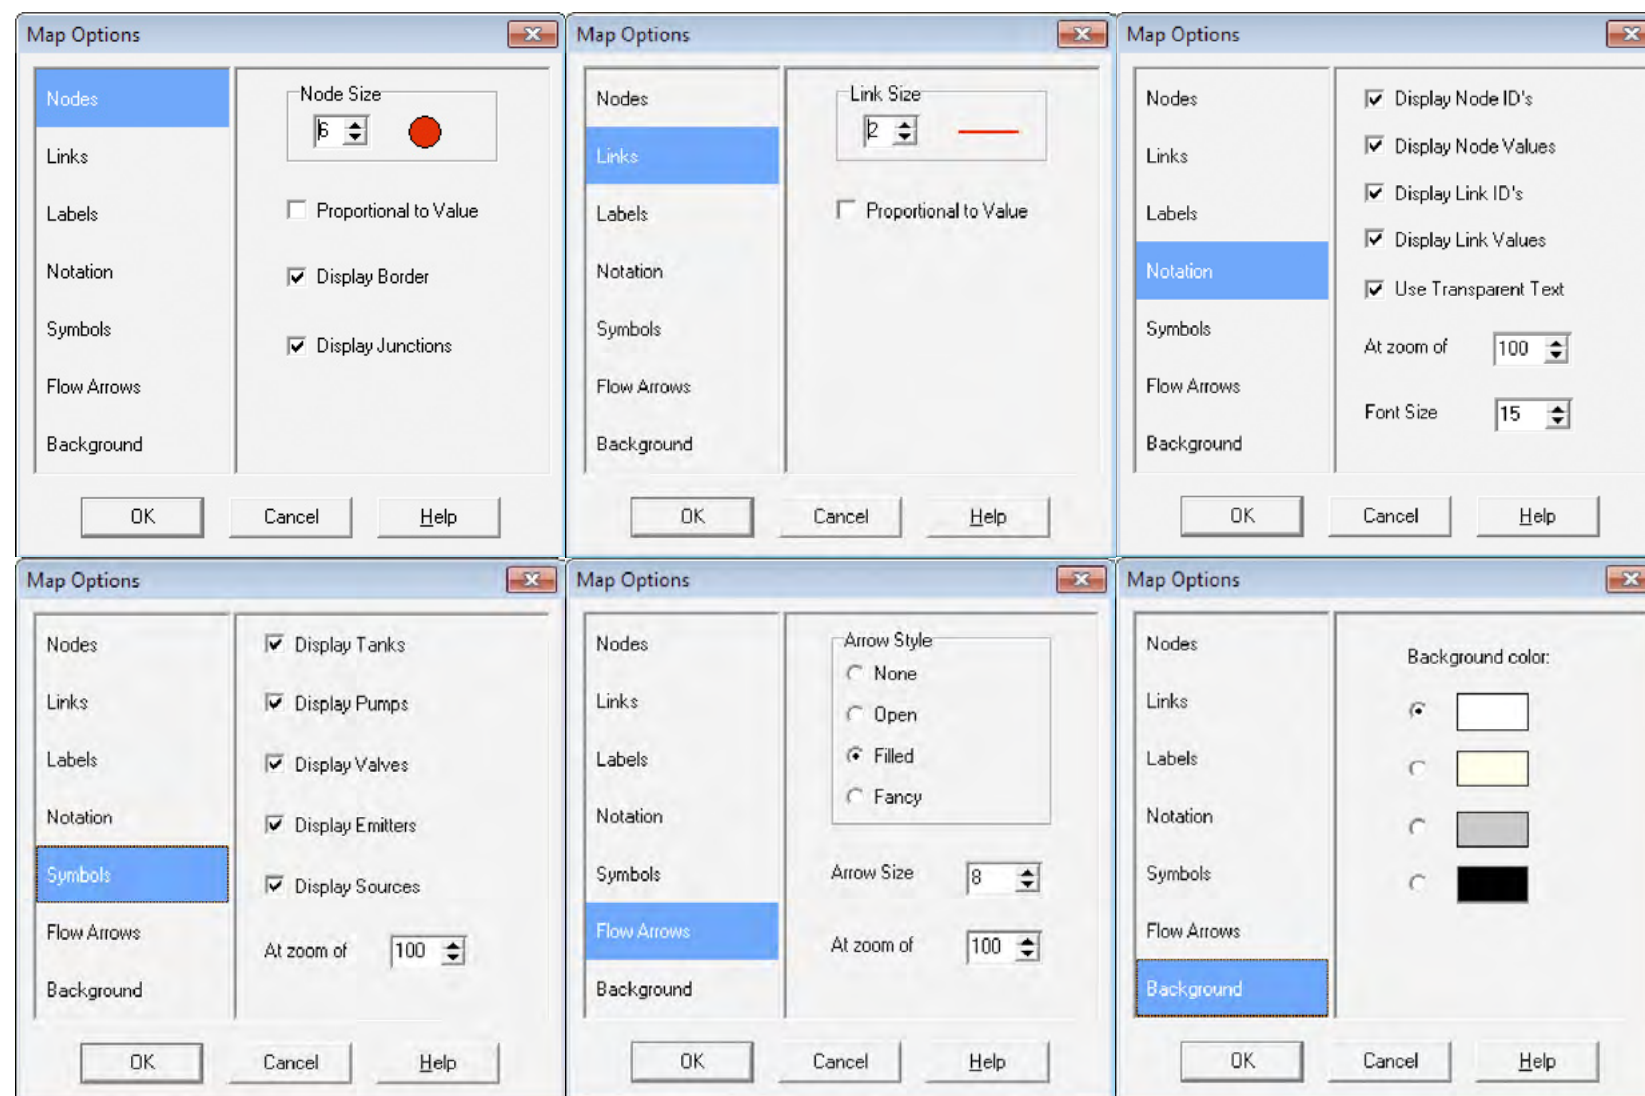 Map Options
Nodes
Links
Labels
Notation
Symbols
Flow Arrows
Background
Node Size
6
Proportional to Value
Display Border
Display Junctions
OK Cancel Help
Map Options
Nodes
Links
Labels
Notation
Symbols
Flow Arrows
Background
Link Size
2
Proportional to Value
OK Cancel Help
Map Options
Nodes
Links
Labels
Notation
Symbols
Flow Arrows
Background
Display Node ID's
Display Node Values
Display Link ID's
Display Link Values
Use Transparent Text
At zoom of 100
Font Size 15
OK Cancel Help
Map Options
Nodes
Links
Labels
Notation
Symbols
Flow Arrows
Background
Display Tanks
Display Pumps
Display Valves
Display Emitters
Display Sources
At zoom of 100
OK Cancel Help
Map Options
Nodes
Links
Labels
Notation
Symbols
Flow Arrows
Background
Arrow Style
None
Open
Filled
Fancy
Arrow Size 8
At zoom of 100
OK Cancel Help
Map Options
Nodes
Links
Labels
Notation
Symbols
Flow Arrows
Background
Background color:
OK Cancel Help